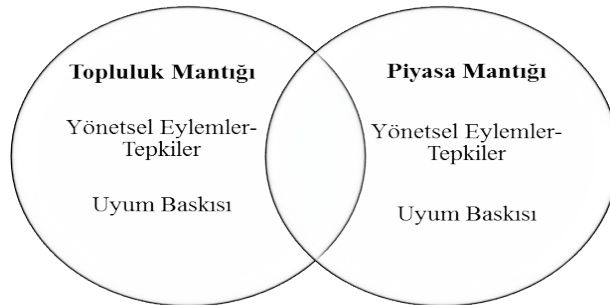 Topluluk Mantığı
Yönetsel Eylemler-
Tepkiler
Uyum Baskısı
Piyasa Mantığı
Yönetsel Eylemler-
Tepkiler
Uyum Baskısı